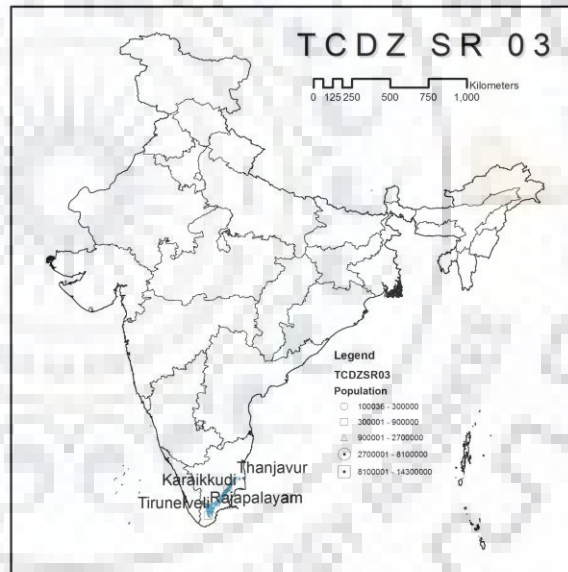 TCDZ SR 03
Kilometers
0 125 250 500 750 1,000
Legend
TCDZSR03
Population
100036 - 300000
300001 - 900000
900001 - 2700000
2700001 - 8100000
8100001 - 14300000
Thanjavur
Karaikkudi
Rajapalayam
Tirunelveli